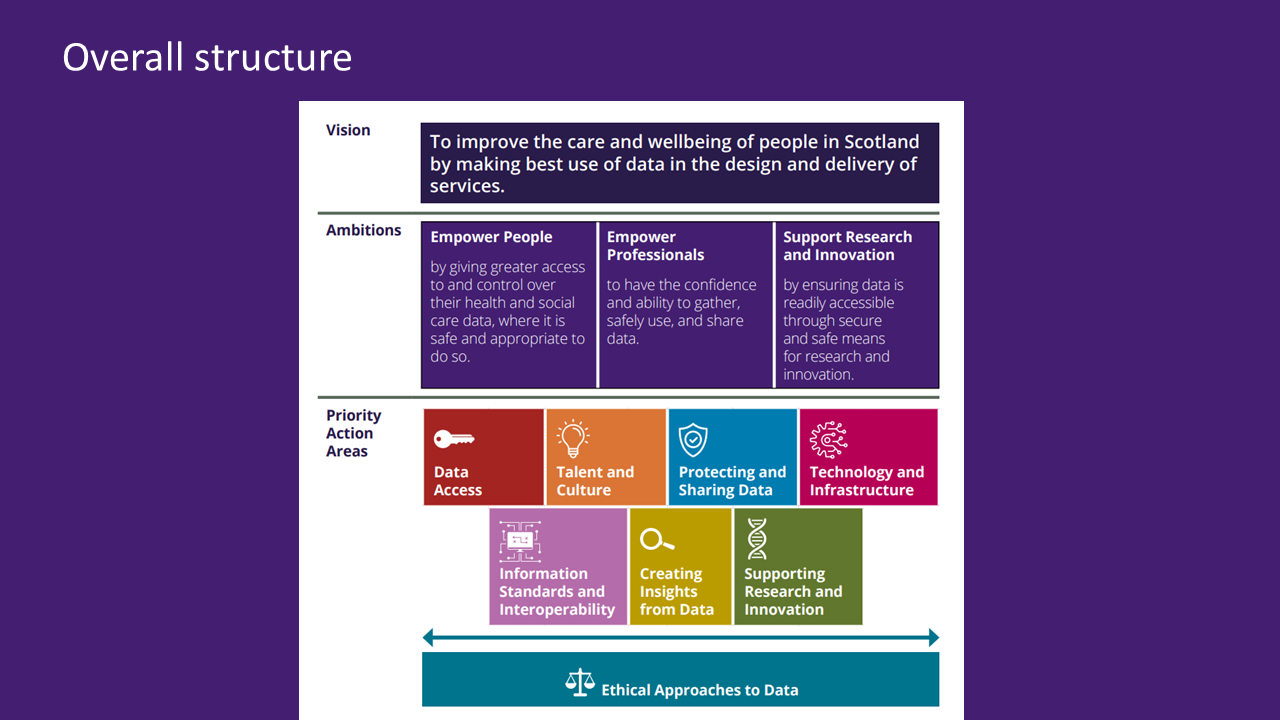 Overall structure
Vision
To improve the care and wellbeing of people in Scotland
by making best use of data in the design and delivery of
services.
Ambitions
Empower People
by giving greater access
to and control over
their health and social
care data, where it is
safe and appropriate to
do so.
Empower
Professionals
to have the confidence
and ability to gather,
safely use, and share
data.
Support Research
and Innovation
by ensuring data is
readily accessible
through secure
and safe means
for research and
innovation.
Priority
Action
Areas
Data
Access
Talent and
Culture
Protecting and
Sharing Data
Technology and
Infrastructure
Information
Standards and
Interoperability
Creating
Insights
from Data
Supporting
Research and
Innovation
Ethical Approaches to Data